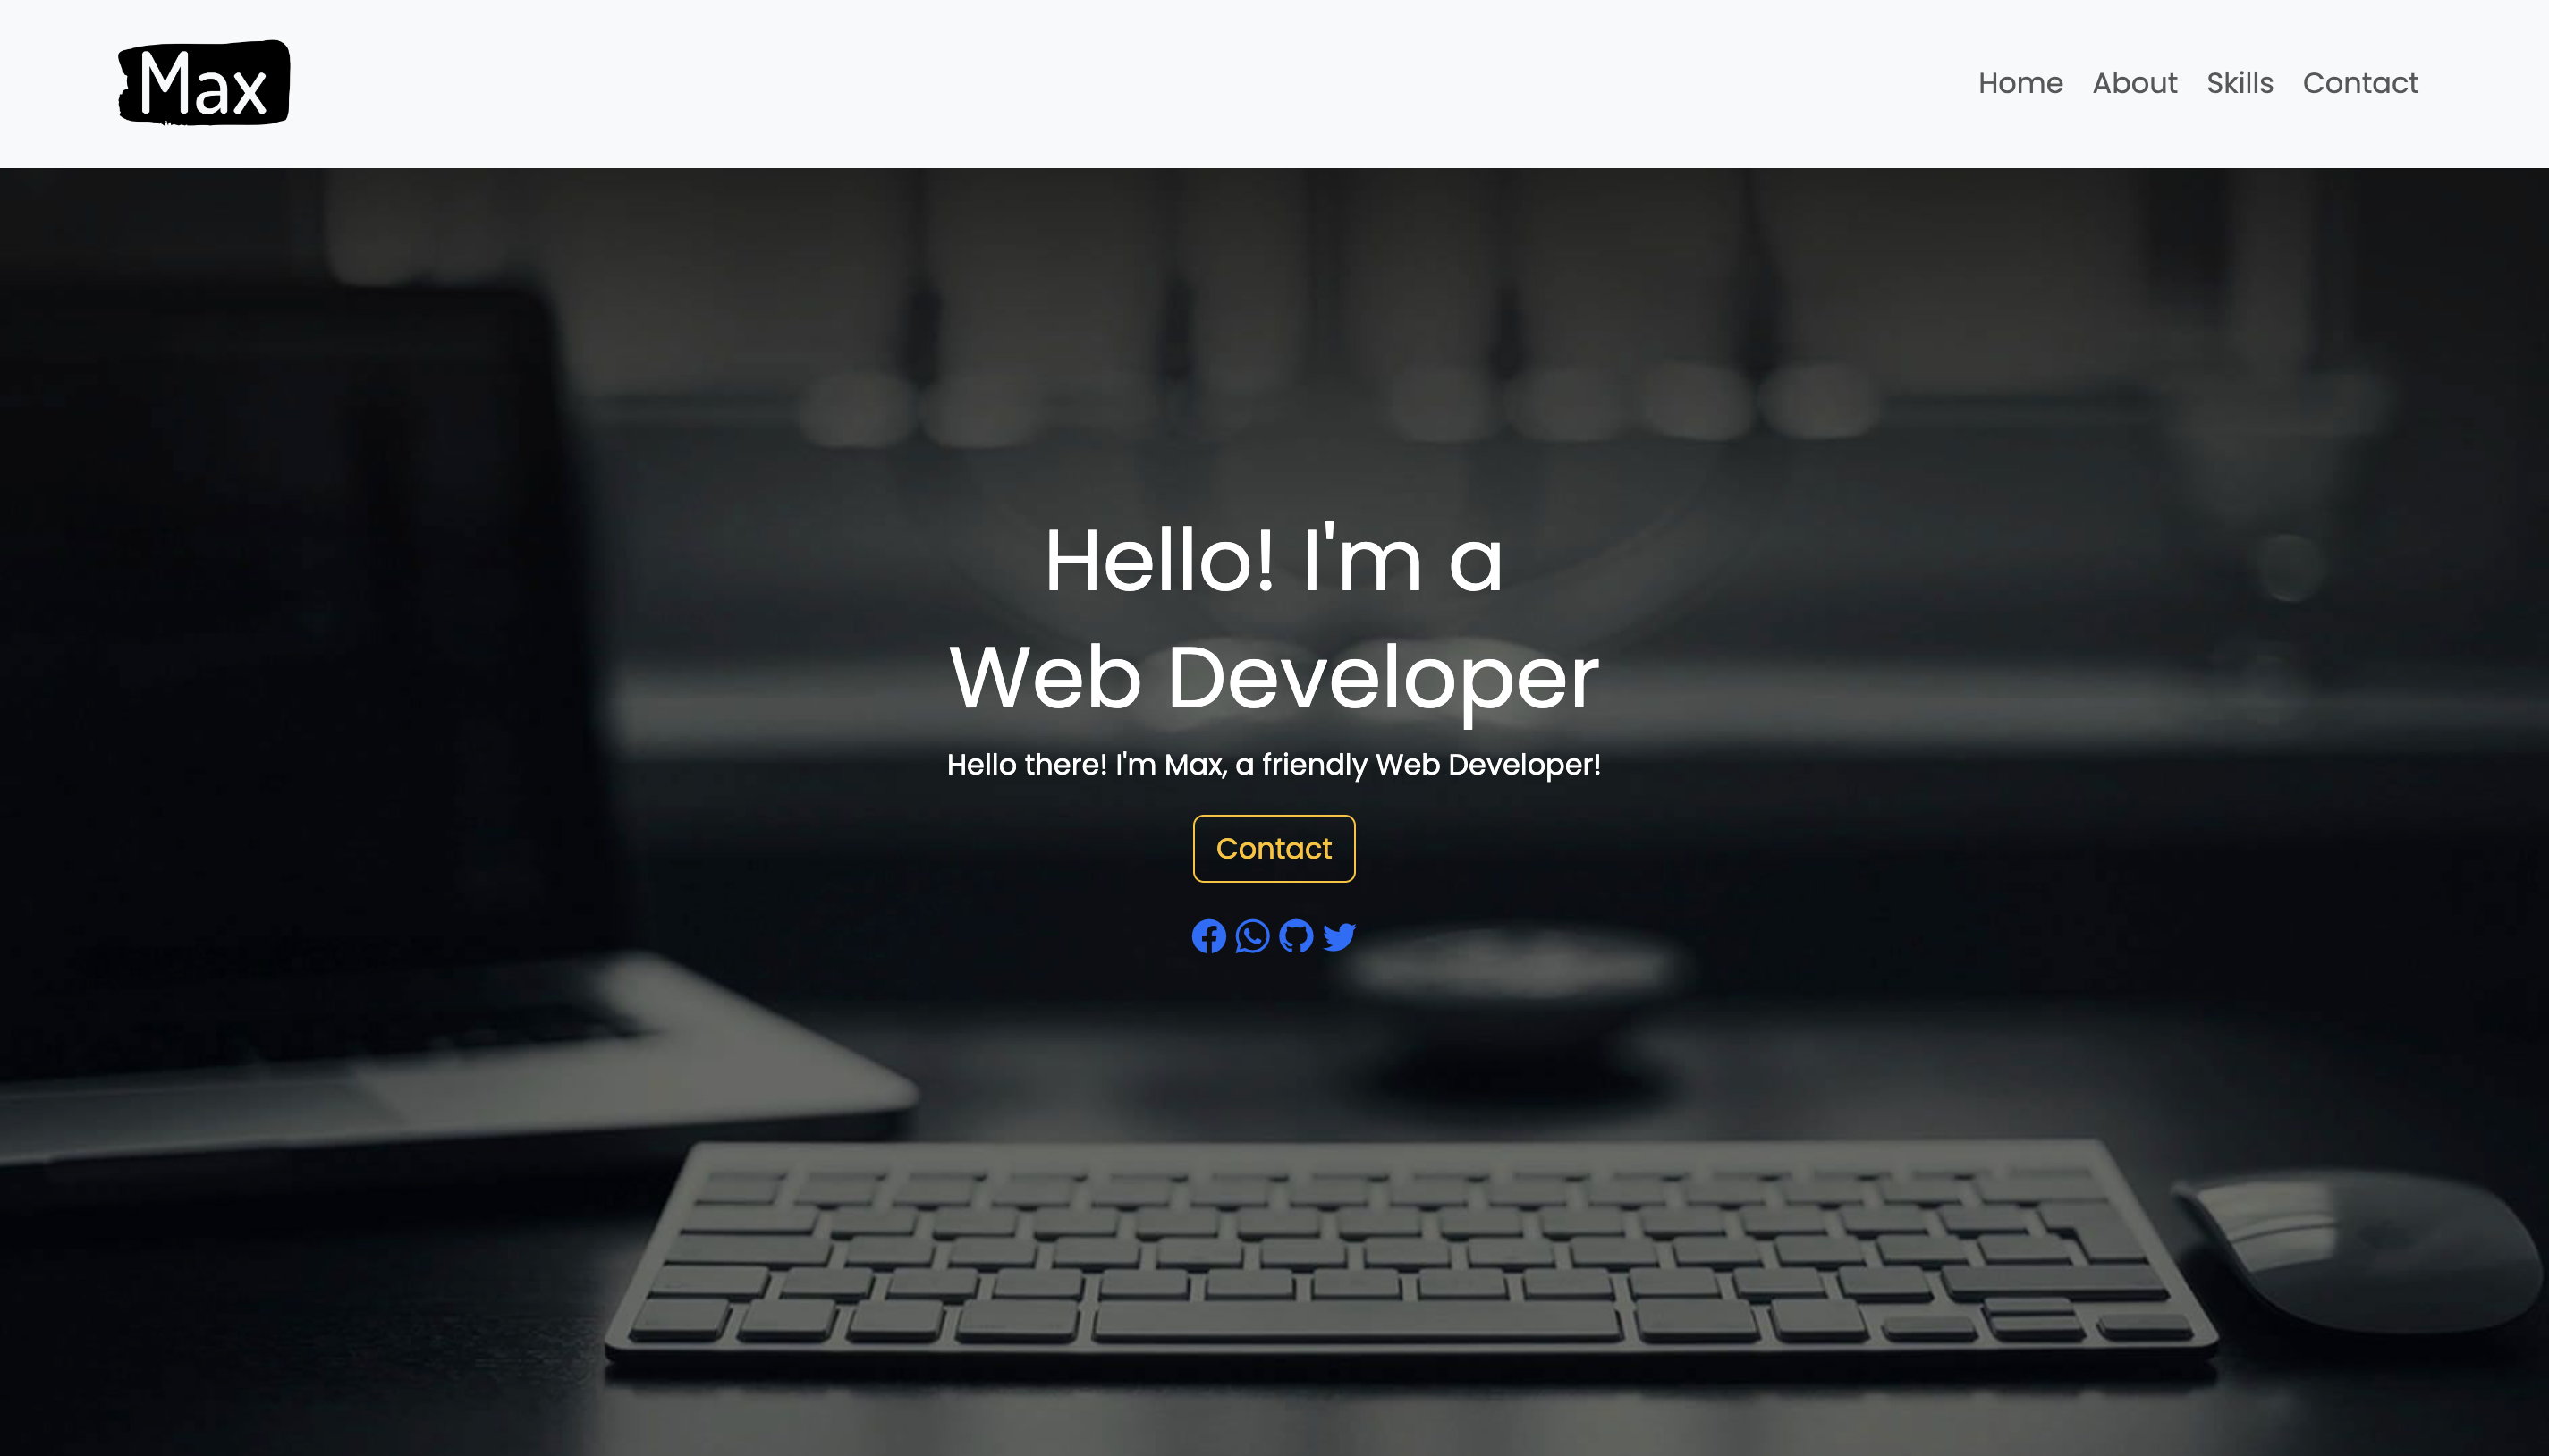 Max
Home About Skills Contact
Hello! I'm a
Web Developer
Hello there! I'm Max, a friendly Web Developer!
Contact